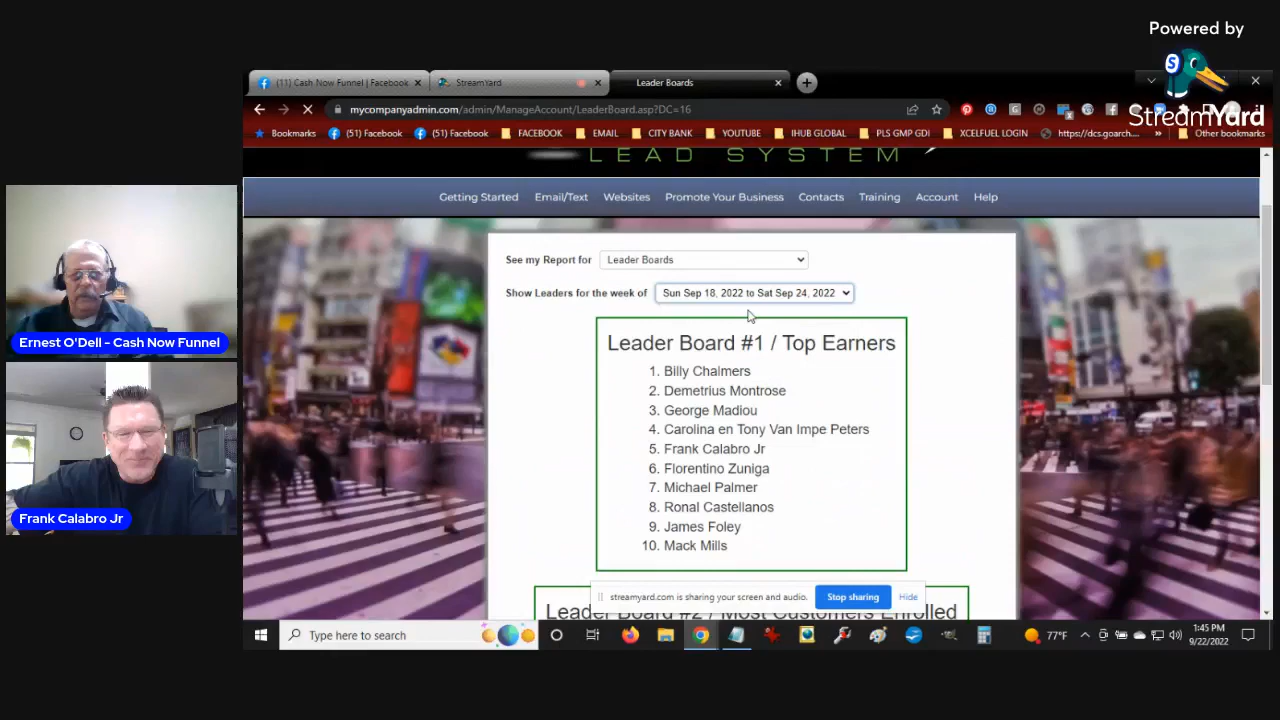 Powered by
StreamYard
(11) Cash Now Funnel | Facebook
StreamYard
Leader Boards
mycompanyadmin.com/admin/ManageAccount/LeaderBoard.asp?DC=16
Bookmarks (51) Facebook (51) Facebook FACEBOOK EMAIL CITY BANK YOUTUBE IHUB GLOBAL PLS GMP GDI XCELFUEL LOGIN https://dcs.goarch... » Other bookmarks
LEAD SYSTEM
Getting Started Email/Text Websites Promote Your Business Contacts Training Account Help
See my Report for Leader Boards
Show Leaders for the week of Sun Sep 18, 2022 to Sat Sep 24, 2022
Leader Board #1 / Top Earners
1. Billy Chalmers
2. Demetrius Montrose
3. George Madiou
4. Carolina en Tony Van Impe Peters
5. Frank Calabro Jr
6. Florentino Zuniga
7. Michael Palmer
8. Ronal Castellanos
9. James Foley
10. Mack Mills
streamyard.com is sharing your screen and audio. Stop sharing Hide
Leader Board #2 / Most Customers Enrolled
Ernest O'Dell - Cash Now Funnel
Frank Calabro Jr
Type here to search
77°F
1:45 PM
9/22/2022